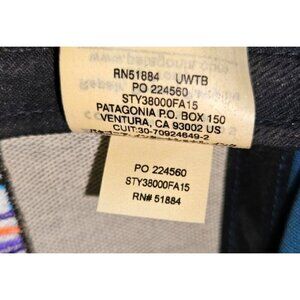 RN51884 UWTB
PO 224560
STY38000FA15
PATAGONIA P.O. BOX 150
VENTURA, CA 93002 US
CUIT:30-70924649-2
PO 224560
STY38000FA15
RN# 51884